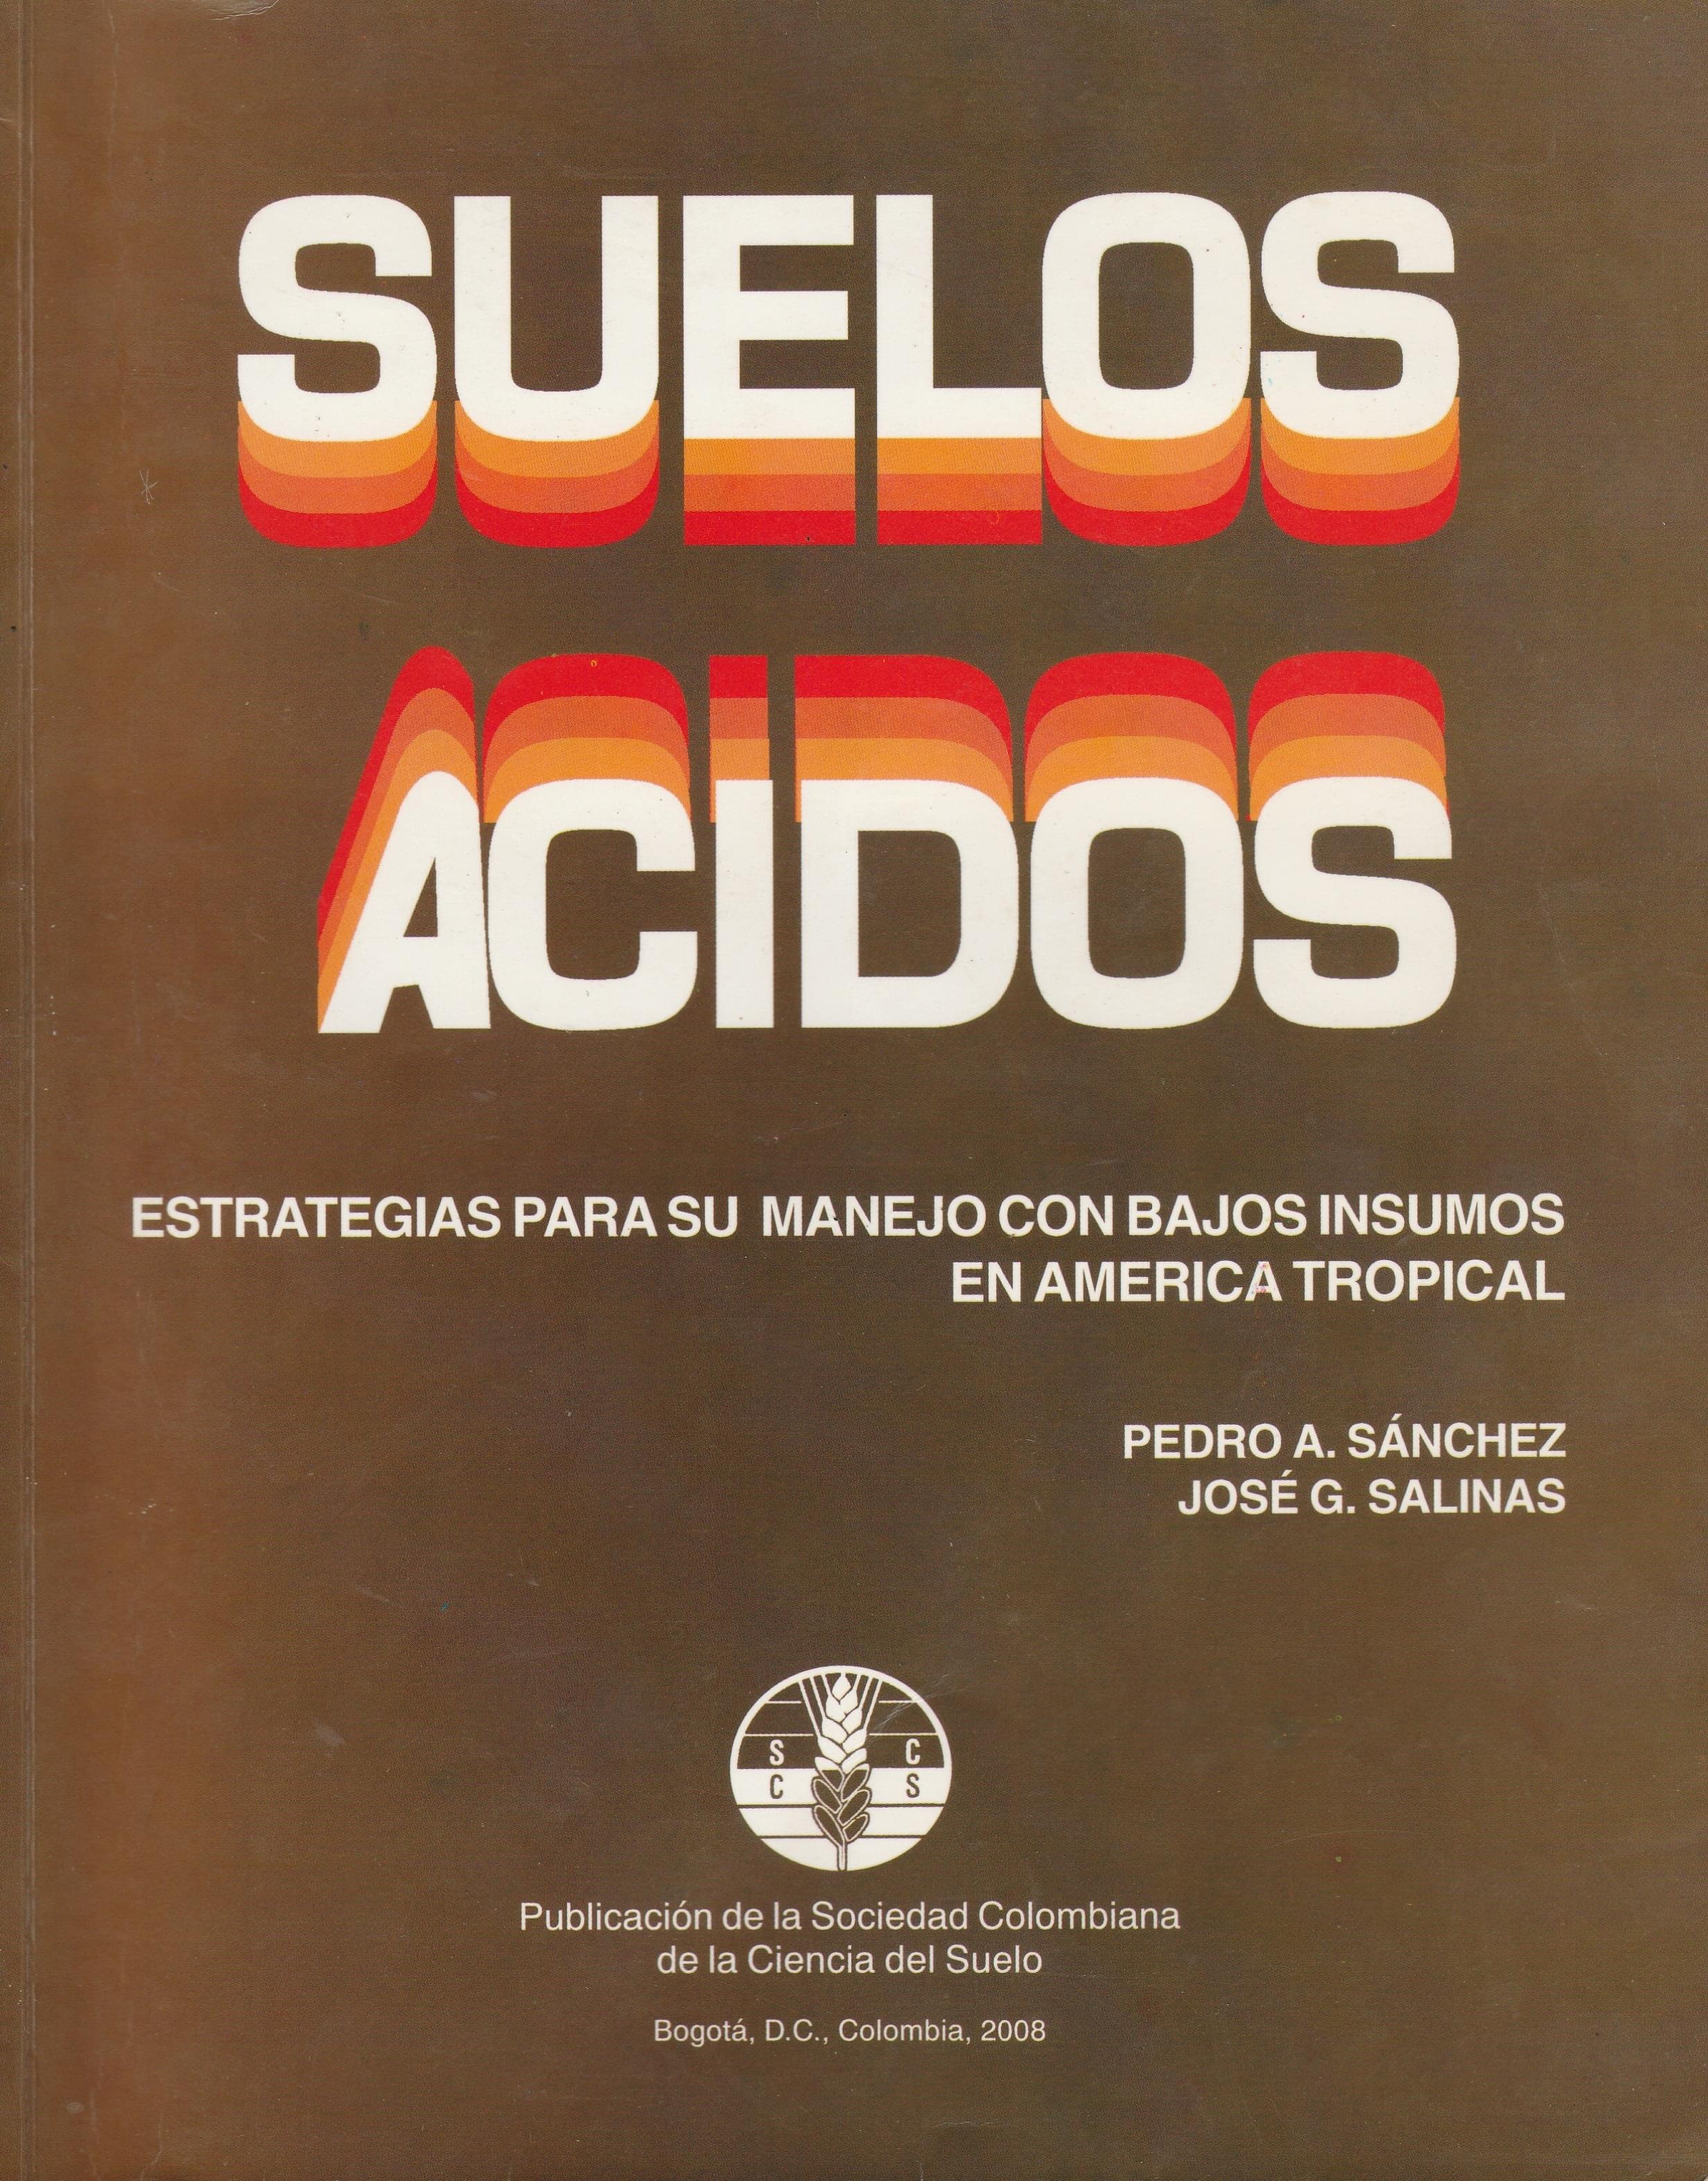 SUELOS
ACIDOS
ESTRATEGIAS PARA SU MANEJO CON BAJOS INSUMOS
EN AMERICA TROPICAL
PEDRO A. SÁNCHEZ
JOSÉ G. SALINAS
S C
C S
Publicación de la Sociedad Colombiana
de la Ciencia del Suelo
Bogotá, D.C., Colombia, 2008